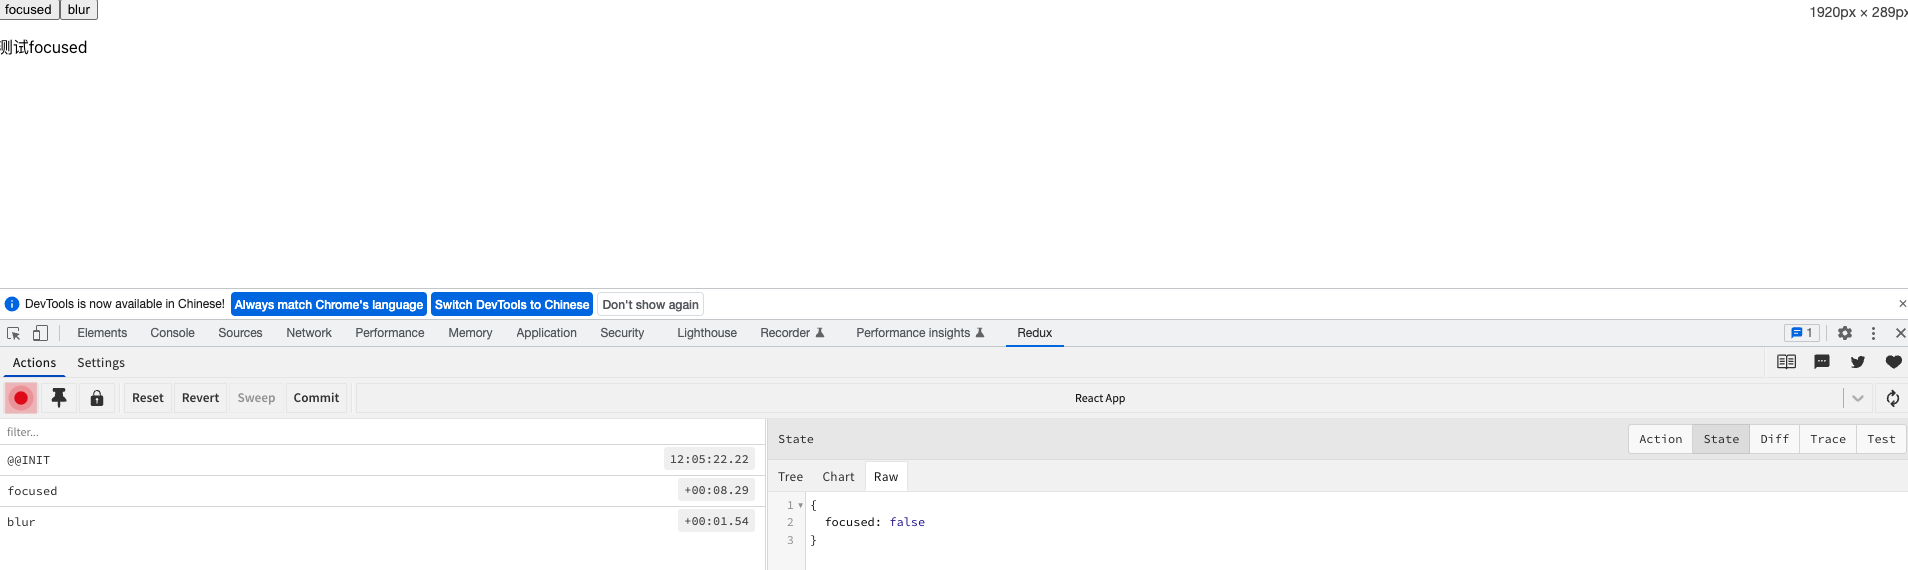 focused blur
1920px × 289px
测试focused
DevTools is now available in Chinese! Always match Chrome's language Switch DevTools to Chinese Don't show again ×
Elements Console Sources Network Performance Memory Application Security Lighthouse Recorder Performance insights Redux 1
Actions Settings
Reset Revert Sweep Commit React App
filter...
@@INIT 12:05:22.22
focused +00:08.29
blur +00:01.54
State Action State Diff Trace Test
Tree Chart Raw
1 {
2 focused: false
3 }